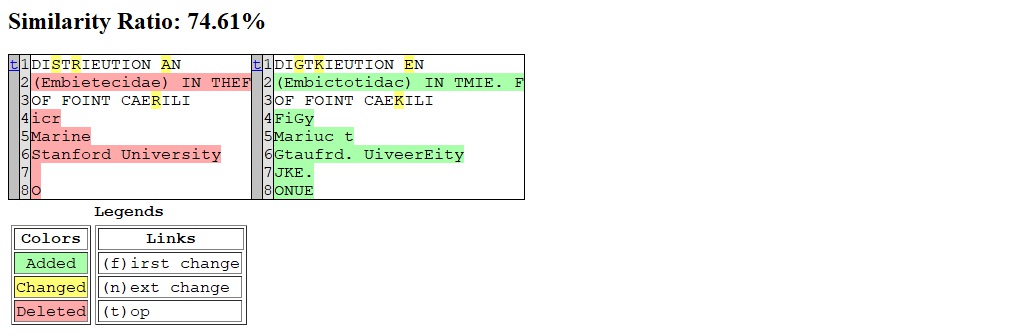 Similarity Ratio: 74.61%
t 1 DISTRIEUTION AN t 1 DIGTKIEUTION EN
2 (Embietecidae) IN THEF 2 (Embictotidac) IN TMIE. F
3 OF FOINT CAERILI 3 OF FOINT CAEKILI
4 icr 4 FiGy
5 Marine 5 Mariuc t
6 Stanford University 6 Gtaufrd. UiveerEity
7 7 JKE.
8 O 8 ONUE
Legends
Colors Links
Added (f)irst change
Changed (n)ext change
Deleted (t)op